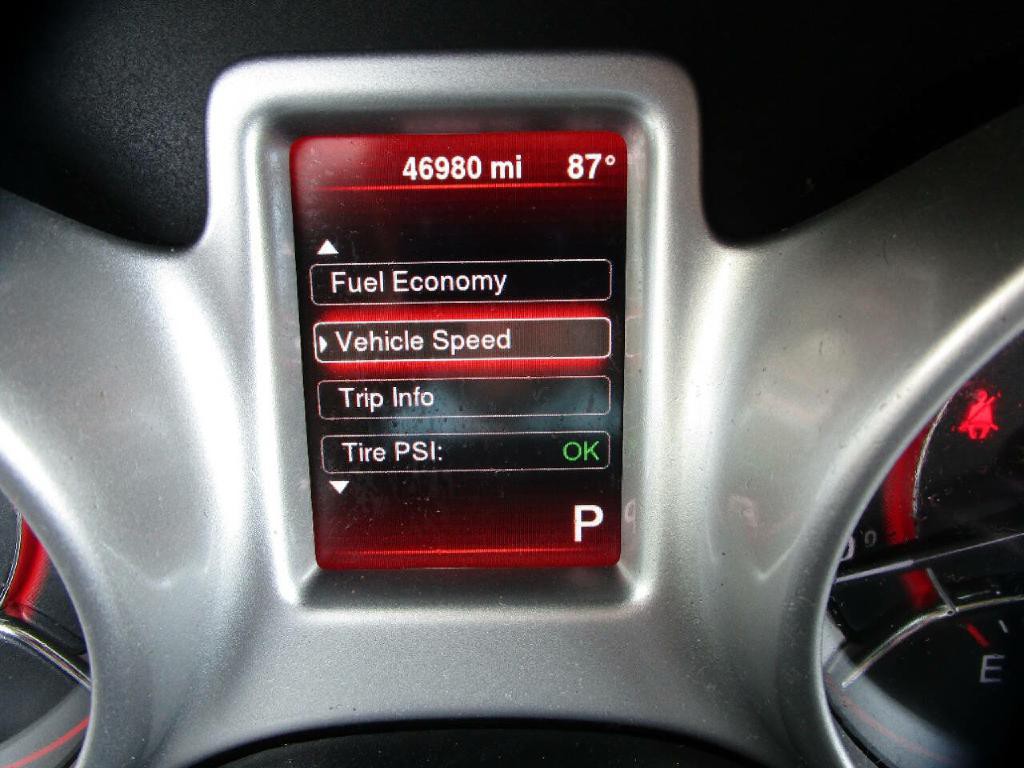 46980 mi 87°
Fuel Economy
Vehicle Speed
Trip Info
Tire PSI: OK
P
E